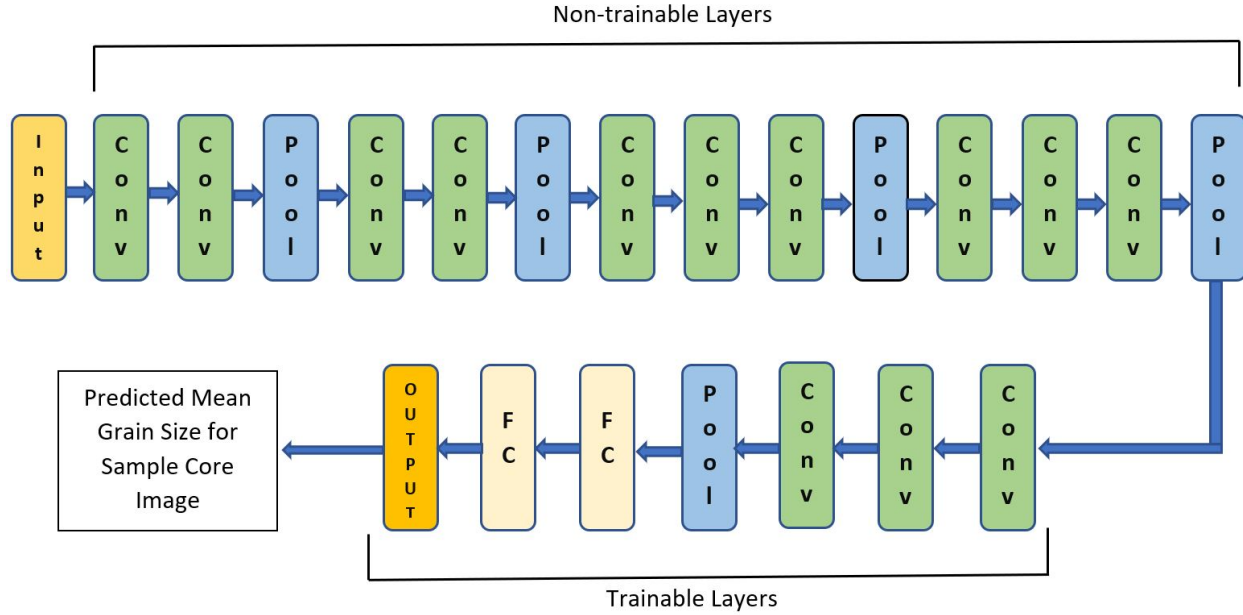 Non-trainable Layers
Input
Conv
Conv
Pool
Conv
Conv
Pool
Conv
Conv
Conv
Pool
Conv
Conv
Conv
Pool
Predicted Mean
Grain Size for
Sample Core
Image
OUTPUT
FC
FC
Pool
Conv
Conv
Conv
Trainable Layers